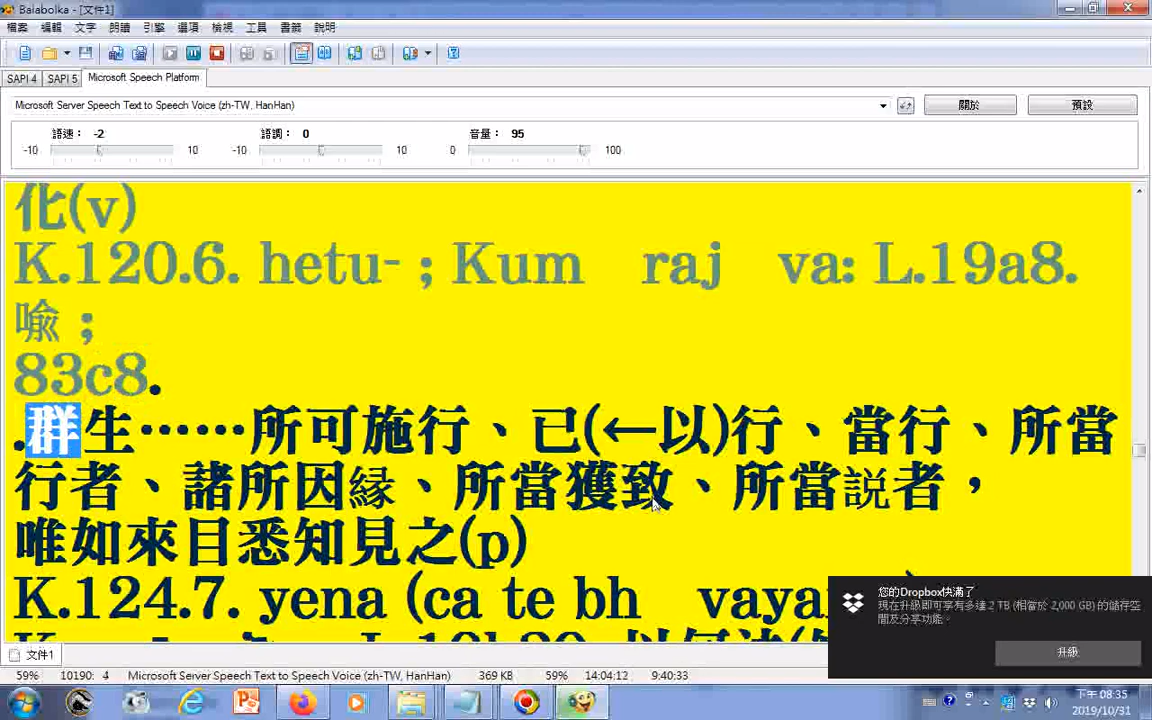 Balabolka - [文件1]
檔案 編輯 文字 朗讀 引擎 選項 檢視 工具 書籤 說明
SAPI 4 SAPI 5 Microsoft Speech Platform
Microsoft Server Speech Text to Speech Voice (zh-TW, HanHan) 關於 預設
語速： -2 語調： 0 音量： 95
-10 10 -10 10 0 100
化(v)
K.120.6. hetu- ; Kum raj va: L.19a8.
喩；
83c8.
.群生……所可施行、已(←以)行、當行、所當
行者、諸所因縁、所當獲致、所當説者，
唯如來目悉知見之(p)
K.124.7. yena (ca te bh vaya
您的Dropbox快滿了
現在升級即可享有多達 2 TB (相當於 2,000 GB) 的儲存空
間及分享功能。
升級
文件1
59% 10190: 4 Microsoft Server Speech Text to Speech Voice (zh-TW, HanHan) 369 KB 59% 14:04:12 9:40:33
下午 08:35
2019/10/31